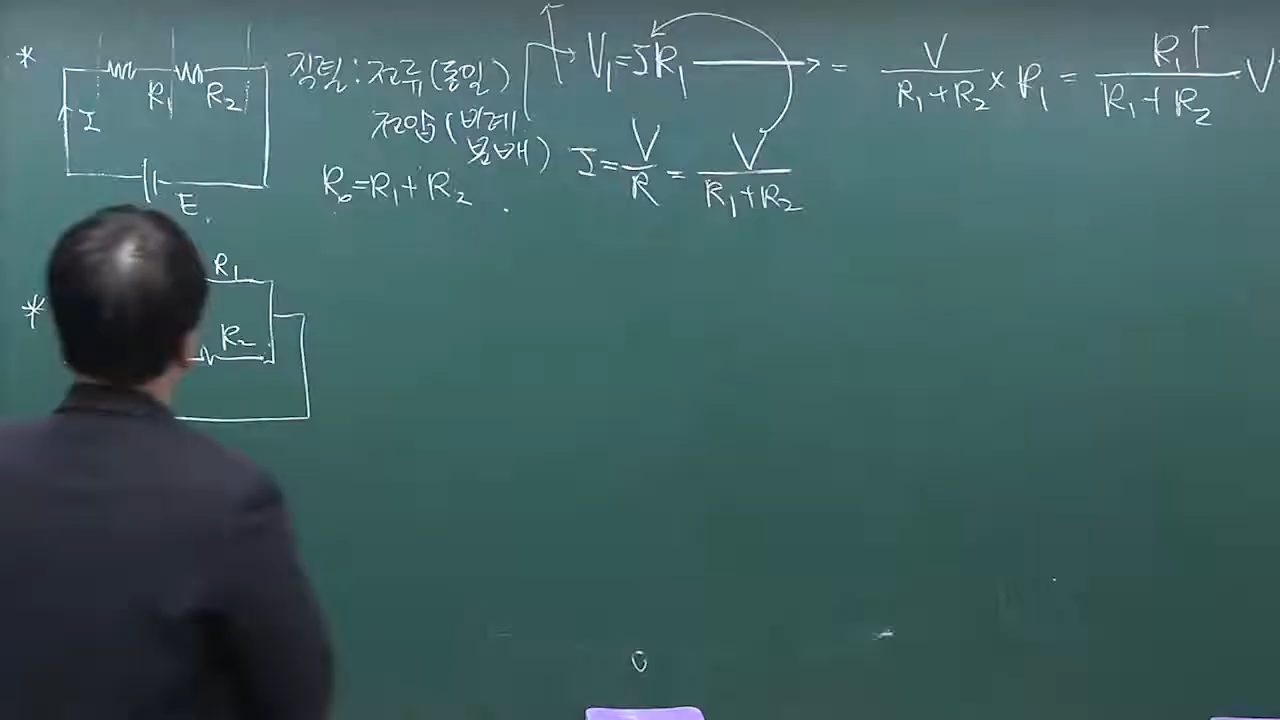 * R₁ R₂
I
E
직렬: 전류(동일)
전압(비례
분배)
R₀=R₁+R₂
V₁=IR₁ → = V/(R₁+R₂) × R₁ = R₁↑/(R₁+R₂) V
I = V/R = V/(R₁+R₂)
* R₁
R₂